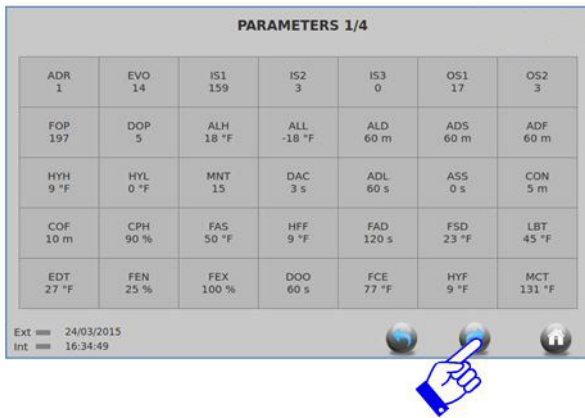 PARAMETERS 1/4
ADR EVO IS1 IS2 IS3 OS1 OS2
1 14 159 3 0 17 3
FOP DOP ALH ALL ALD ADS ADF
197 5 18 °F -18 °F 60 m 60 m 60 m
HYH HYL MNT DAC ADL ASS CON
9 °F 0 °F 15 3 s 60 s 0 s 5 m
COF CPH FAS HFF FAD FSD LBT
10 m 90 % 50 °F 9 °F 120 s 23 °F 45 °F
EDT FEN FEX DOO FCE HYF MCT
27 °F 25 % 100 % 60 s 77 °F 9 °F 131 °F
Ext 24/03/2015
Int 16:34:49